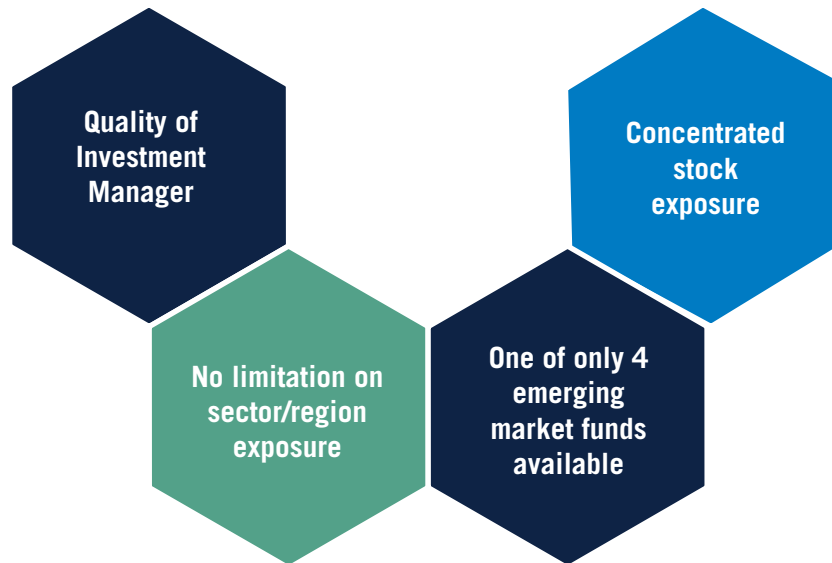 Quality of
Investment
Manager
Concentrated
stock
exposure
No limitation on
sector/region
exposure
One of only 4
emerging
market funds
available